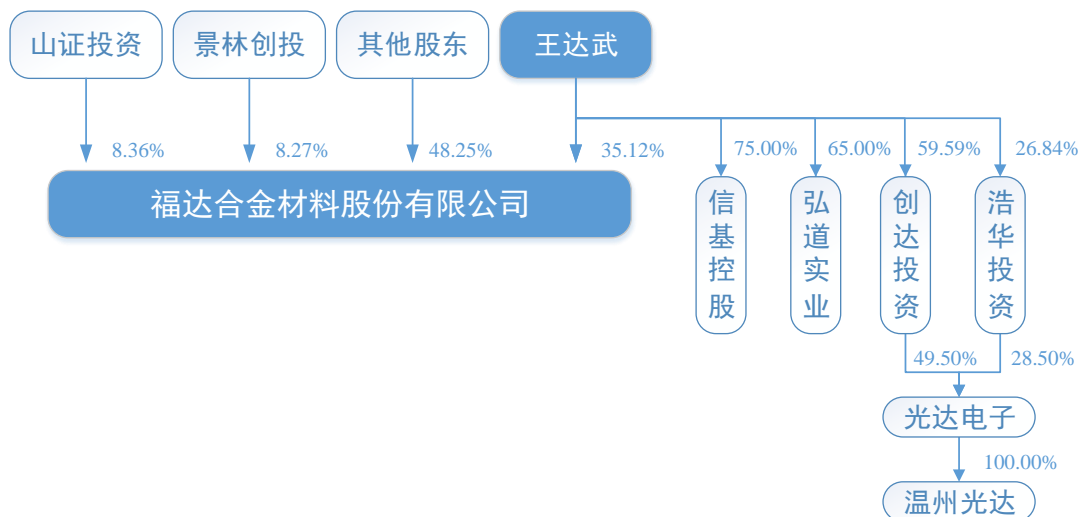 山证投资
景林创投
其他股东
王达武
8.36%
8.27%
48.25%
35.12%
75.00%
65.00%
59.59%
26.84%
福达合金材料股份有限公司
信基控股
弘道实业
创达投资
浩华投资
49.50%
28.50%
光达电子
100.00%
温州光达